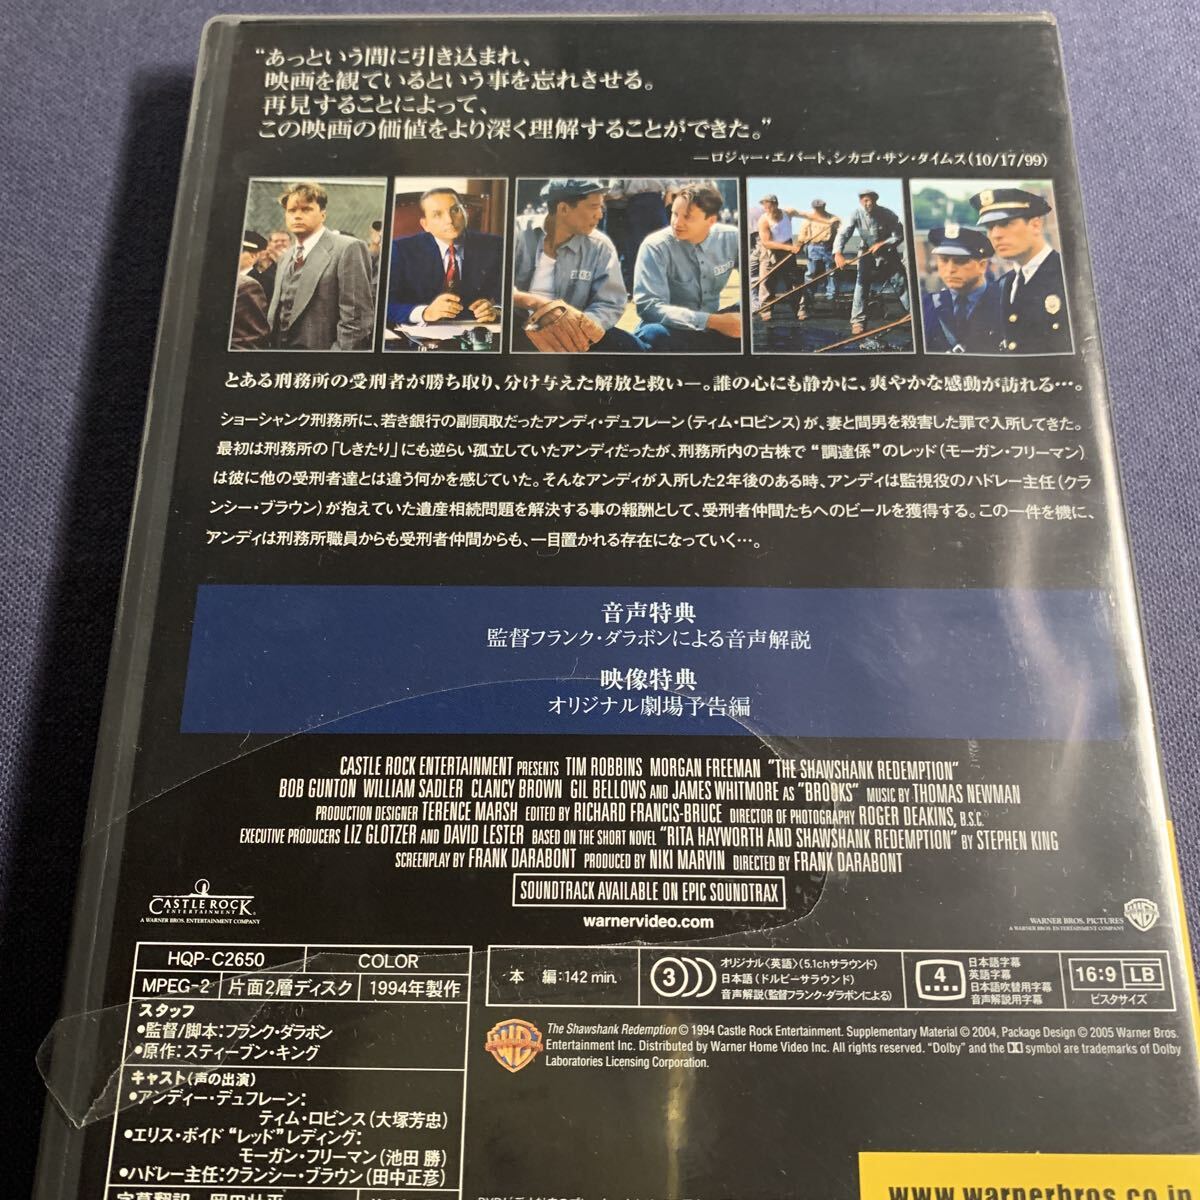 “あっという間に引き込まれ、
映画を観ているという事を忘れさせる。
再見することによって、
この映画の価値をより深く理解することができた。”
—ロジャー・エバート、シカゴ・サン・タイムス(10/17/99)
とある刑務所の受刑者が勝ち取り、分け与えた解放と救い—。誰の心にも静かに、爽やかな感動が訪れる…。
ショーシャンク刑務所に、若き銀行の副頭取だったアンディ・デュフレーン(ティム・ロビンス)が、妻と間男を殺害した罪で入所してきた。
最初は刑務所の「しきたり」にも逆らい孤立していたアンディだったが、刑務所内の古株で“調達係”のレッド(モーガン・フリーマン)
は彼に他の受刑者達とは違う何かを感じていた。そんなアンディが入所した2年後のある時、アンディは監視役のハドレー主任(クラ
ンシー・ブラウン)が抱えていた遺産相続問題を解決する事の報酬として、受刑者仲間たちへのビールを獲得する。この一件を機に、
アンディは刑務所職員からも受刑者仲間からも、一目置かれる存在になっていく…。
音声特典
監督フランク・ダラボンによる音声解説
映像特典
オリジナル劇場予告編
CASTLE ROCK ENTERTAINMENT PRESENTS TIM ROBBINS MORGAN FREEMAN "THE SHAWSHANK REDEMPTION"
BOB GUNTON WILLIAM SADLER CLANCY BROWN GIL BELLOWS AND JAMES WHITMORE AS "BROOKS" MUSIC BY THOMAS NEWMAN
PRODUCTION DESIGNER TERENCE MARSH EDITED BY RICHARD FRANCIS-BRUCE DIRECTOR OF PHOTOGRAPHY ROGER DEAKINS, B.S.C.
EXECUTIVE PRODUCERS LIZ GLOTZER AND DAVID LESTER BASED ON THE SHORT NOVEL "RITA HAYWORTH AND SHAWSHANK REDEMPTION" BY STEPHEN KING
SCREENPLAY BY FRANK DARABONT PRODUCED BY NIKI MARVIN DIRECTED BY FRANK DARABONT
SOUNDTRACK AVAILABLE ON EPIC SOUNDTRAX
warnervideo.com
CASTLE ROCK
ENTERTAINMENT
A WARNER BROS. ENTERTAINMENT COMPANY
WARNER BROS. PICTURES
A WARNER BROS. ENTERTAINMENT COMPANY
HQP-C2650 COLOR
MPEG-2 片面2層ディスク 1994年製作
スタッフ
●監督/脚本:フランク・ダラボン
●原作:スティーブン・キング
キャスト(声の出演)
●アンディー・デュフレーン:
ティム・ロビンス(大塚芳忠)
●エリス・ボイド“レッド”レディング:
モーガン・フリーマン(池田 勝)
●ハドレー主任:クランシー・ブラウン(田中正彦)
字幕翻訳 岡田壮平
本 編:142 min.
3
オリジナル〈英語〉(5.1chサラウンド)
日本語(ドルビーサラウンド)
音声解説(監督フランク・ダラボンによる)
4
日本語字幕
英語字幕
日本語吹替用字幕
音声解説用字幕
16:9 LB
ビスタサイズ
The Shawshank Redemption © 1994 Castle Rock Entertainment. Supplementary Material © 2004, Package Design © 2005 Warner Bros.
Entertainment Inc. Distributed by Warner Home Video Inc. All rights reserved. "Dolby" and the symbol are trademarks of Dolby
Laboratories Licensing Corporation.
www.warnerbros.co.jp